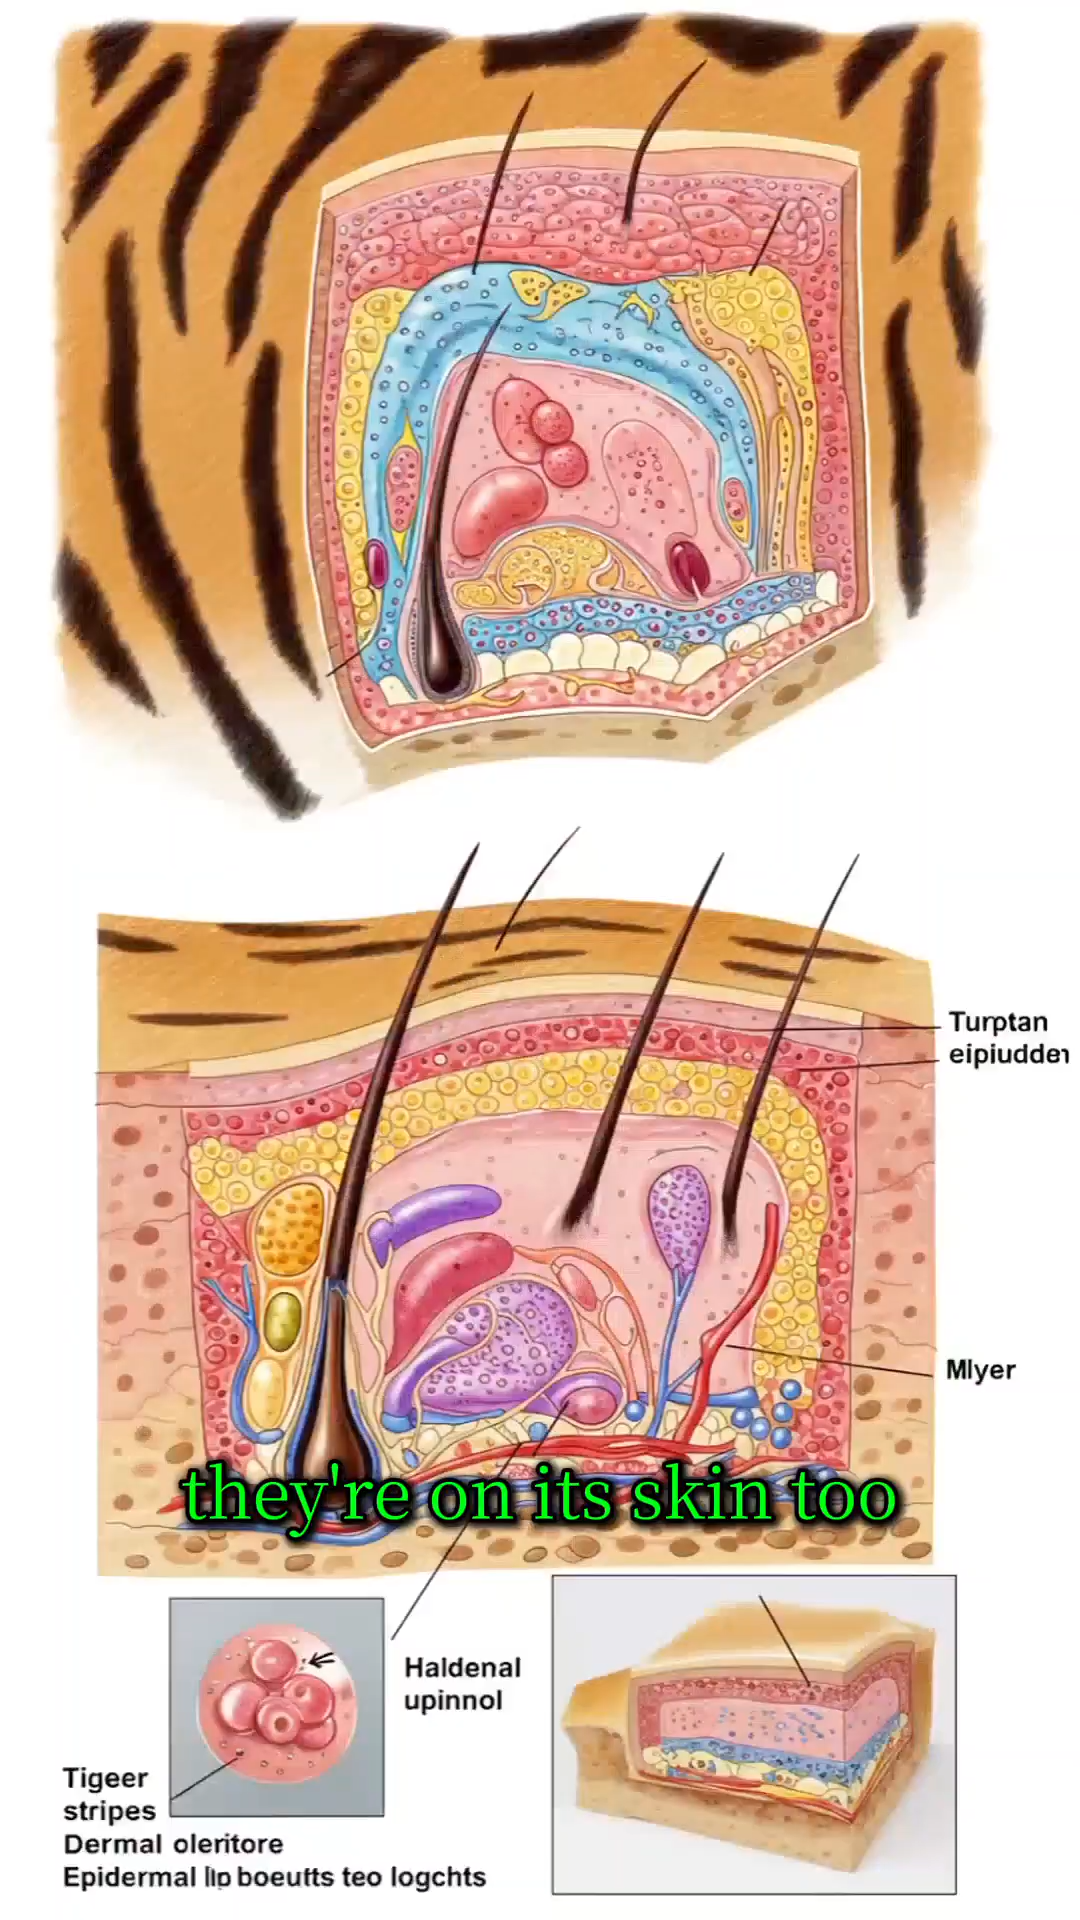 Turptan
eipiudden
Mlyer
they're on its skin too
Haldenal
upinnol
Tigeer
stripes
Dermal oleritore
Epidermal lip boeutts teo logchts